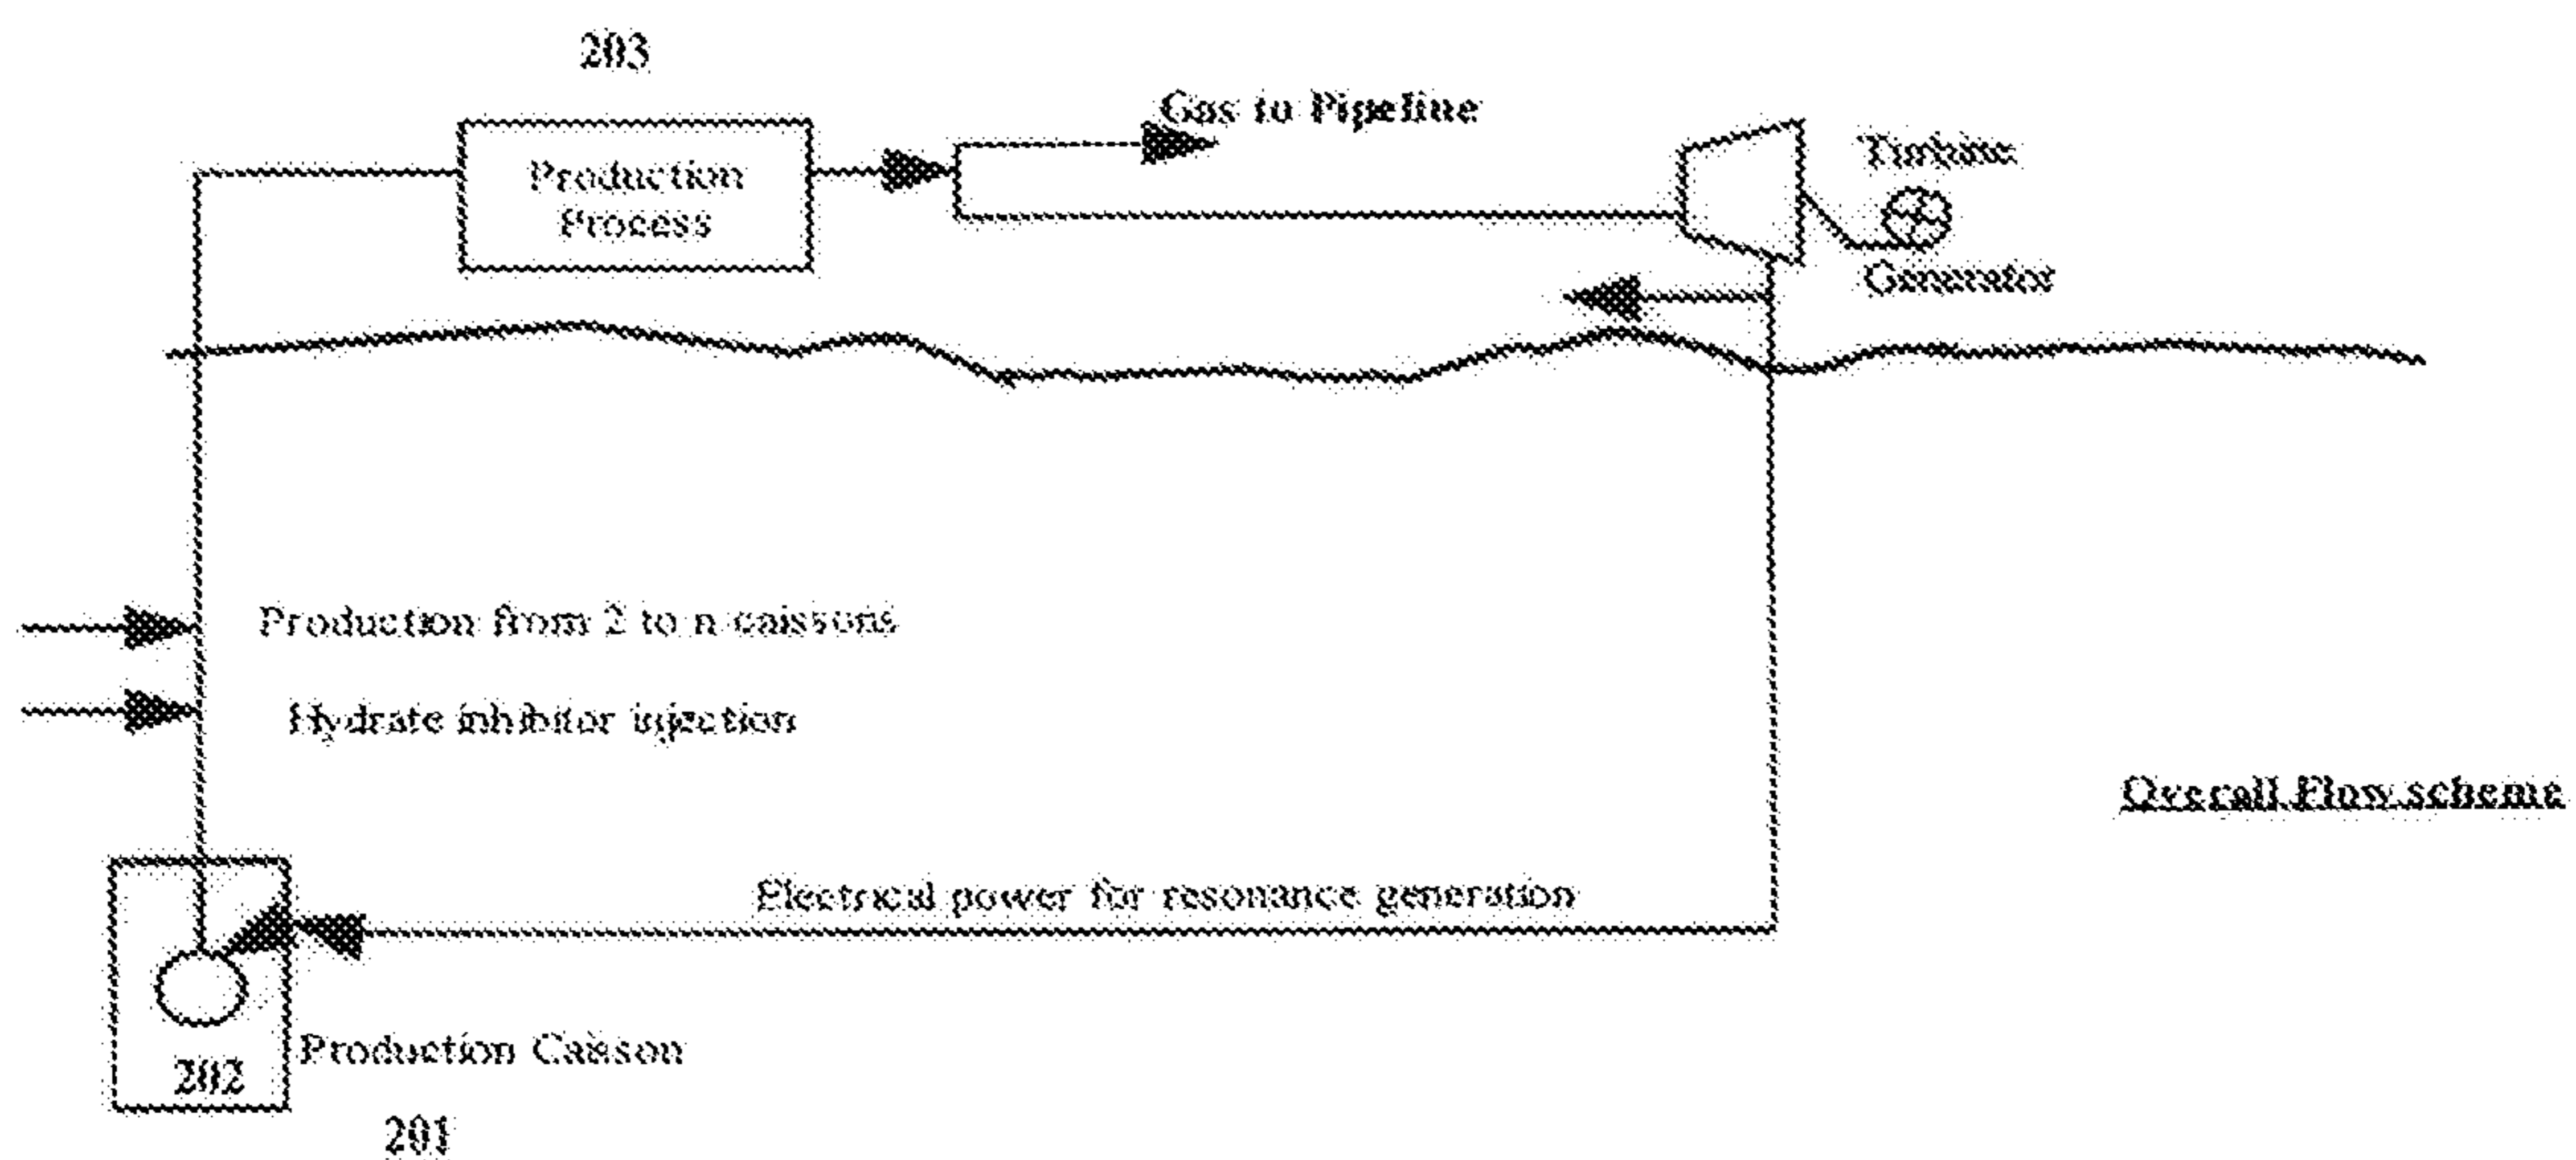 203
Gas to Pipeline
Turbine
Production
Process
Generator
Production from 2 to n caissons
Hydrate inhibitor injection
Overall Flow scheme
Electrical power for resonance generation
Production Caisson
202
201